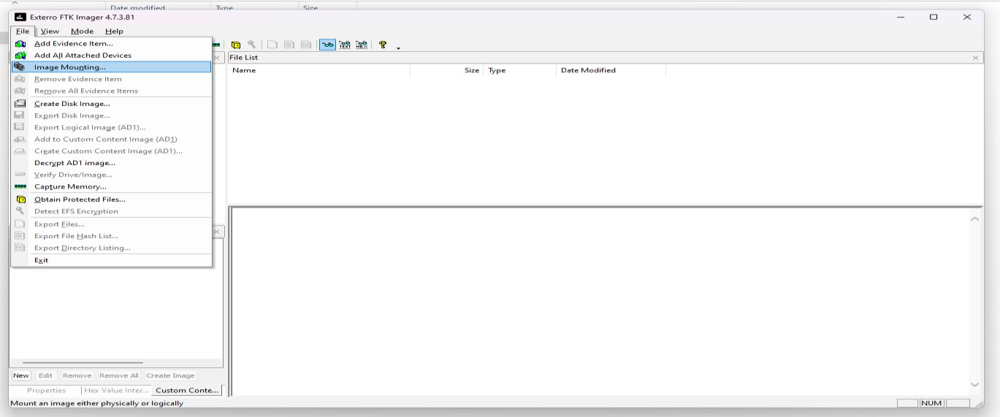 Date modified Type Size
Exterro FTK Imager 4.7.3.81
File View Mode Help
Add Evidence Item...
Add All Attached Devices
Image Mounting...
Remove Evidence Item
Remove All Evidence Items
Create Disk Image...
Export Disk Image...
Export Logical Image (AD1)...
Add to Custom Content Image (AD1)
Create Custom Content Image (AD1)...
Decrypt AD1 image...
Verify Drive/Image...
Capture Memory...
Obtain Protected Files...
Detect EFS Encryption
Export Files...
Export File Hash List...
Export Directory Listing...
Exit
TEXT HEX
File List
Name Size Type Date Modified
New Edit Remove Remove All Create Image
Properties Hex Value Inter... Custom Conte...
Mount an image either physically or logically
NUM